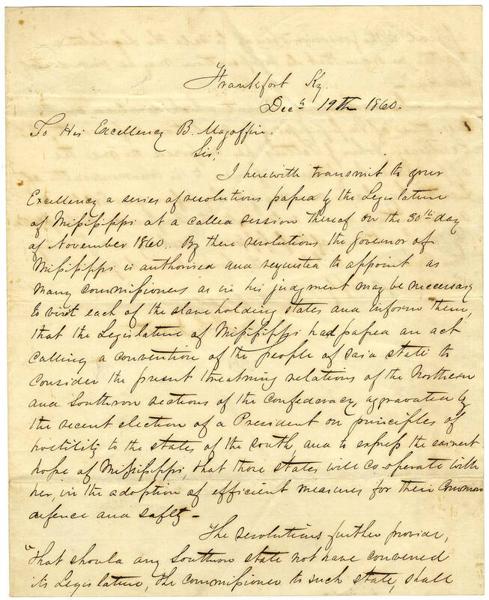 Frankfort Ky.
Decr 19th 1860.
To His Excellency B. Magoffin.
Sir;
I herewith transmit to your
Excellency a series of resolutions passed by the Legislature
of Mississippi at a called session thereof on the 30th day
of November 1860. By these resolutions the Governor of
Mississippi is authorised and requested to appoint as
many commissioners as in his judgment may be necessary
to visit each of the slaveholding states and inform them,
that the Legislature of Mississippi had passed an act
calling a convention of the people of said state to
consider the present threatning relations of the Northern
and Southron sections of the Confederacy, agravated by
the recent election of a President on principles of
hostility to the states of the south, and to express the earnest
hope of Mississippi, that those states will co-operate with
her, in the adoption of efficient measures for their common
defence and safety—
The resolutions further provide,
"That should any Southern state not have convened
its Legislature, the commissioner to such state, shall